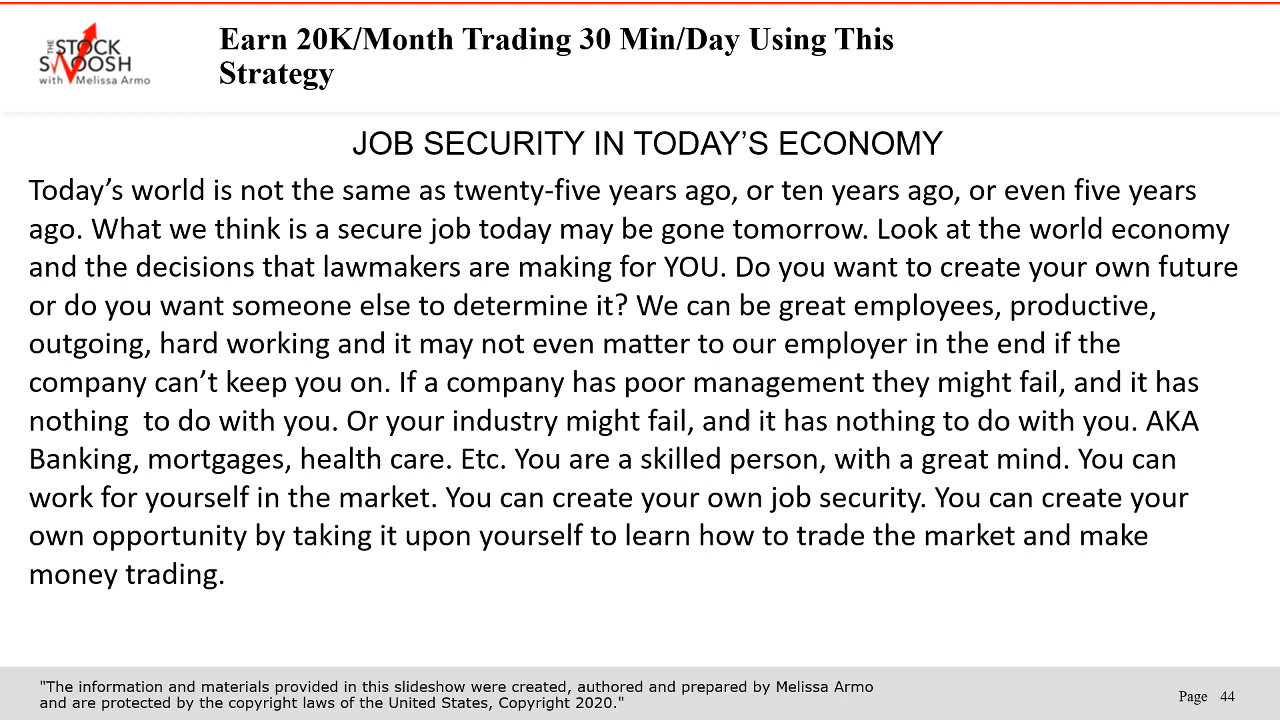 THE
STOCK
SWOOSH
with Melissa Armo
Earn 20K/Month Trading 30 Min/Day Using This
Strategy
JOB SECURITY IN TODAY’S ECONOMY
Today’s world is not the same as twenty-five years ago, or ten years ago, or even five years
ago. What we think is a secure job today may be gone tomorrow. Look at the world economy
and the decisions that lawmakers are making for YOU. Do you want to create your own future
or do you want someone else to determine it? We can be great employees, productive,
outgoing, hard working and it may not even matter to our employer in the end if the
company can’t keep you on. If a company has poor management they might fail, and it has
nothing  to do with you. Or your industry might fail, and it has nothing to do with you. AKA
Banking, mortgages, health care. Etc. You are a skilled person, with a great mind. You can
work for yourself in the market. You can create your own job security. You can create your
own opportunity by taking it upon yourself to learn how to trade the market and make
money trading.
"The information and materials provided in this slideshow were created, authored and prepared by Melissa Armo
and are protected by the copyright laws of the United States, Copyright 2020."
Page 44